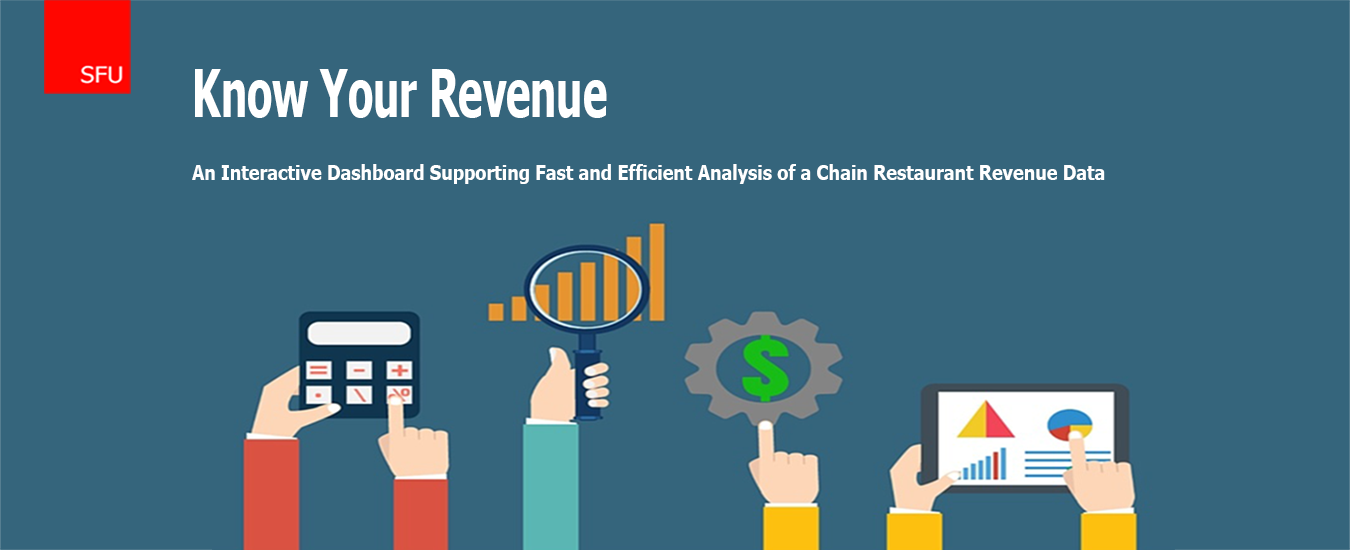 SFU
Know Your Revenue
An Interactive Dashboard Supporting Fast and Efficient Analysis of a Chain Restaurant Revenue Data
$
= − +